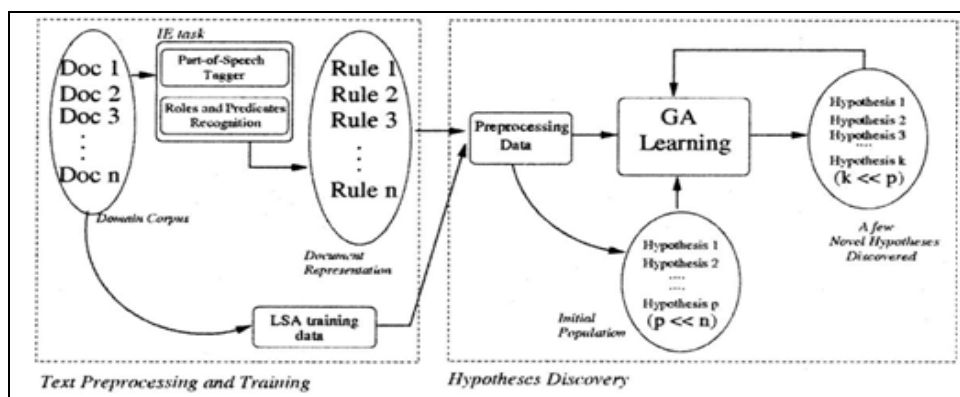 IE task
Doc 1
Doc 2
Doc 3
.
.
.
Doc n
Domain Corpus
Part-of-Speech
Tagger
Roles and Predicates
Recognition
Rule 1
Rule 2
Rule 3
.
.
.
Rule n
Document
Representation
LSA training
data
Text Preprocessing and Training
Preprocessing
Data
GA
Learning
Hypothesis 1
Hypothesis 2
Hypothesis 3
....
Hypothesis k
(k << p)
A few
Novel Hypotheses
Discovered
Hypothesis 1
Hypothesis 2
....
....
Hypothesis p
(p << n)
Initial
Population
Hypotheses Discovery